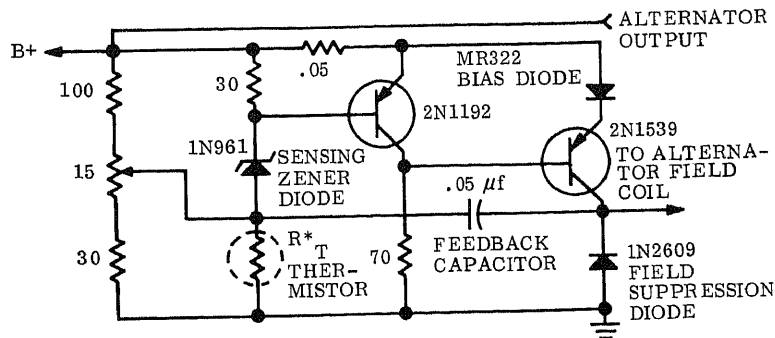 ALTERNATOR
OUTPUT
B+
.05
MR322
BIAS DIODE
100
30
2N1192
2N1539
1N961
SENSING
ZENER
DIODE
TO ALTERNA-
TOR FIELD
COIL
15
.05 μf
R*
T
THER-
MISTOR
70
FEEDBACK
CAPACITOR
1N2609
FIELD
SUPPRESSION
DIODE
30